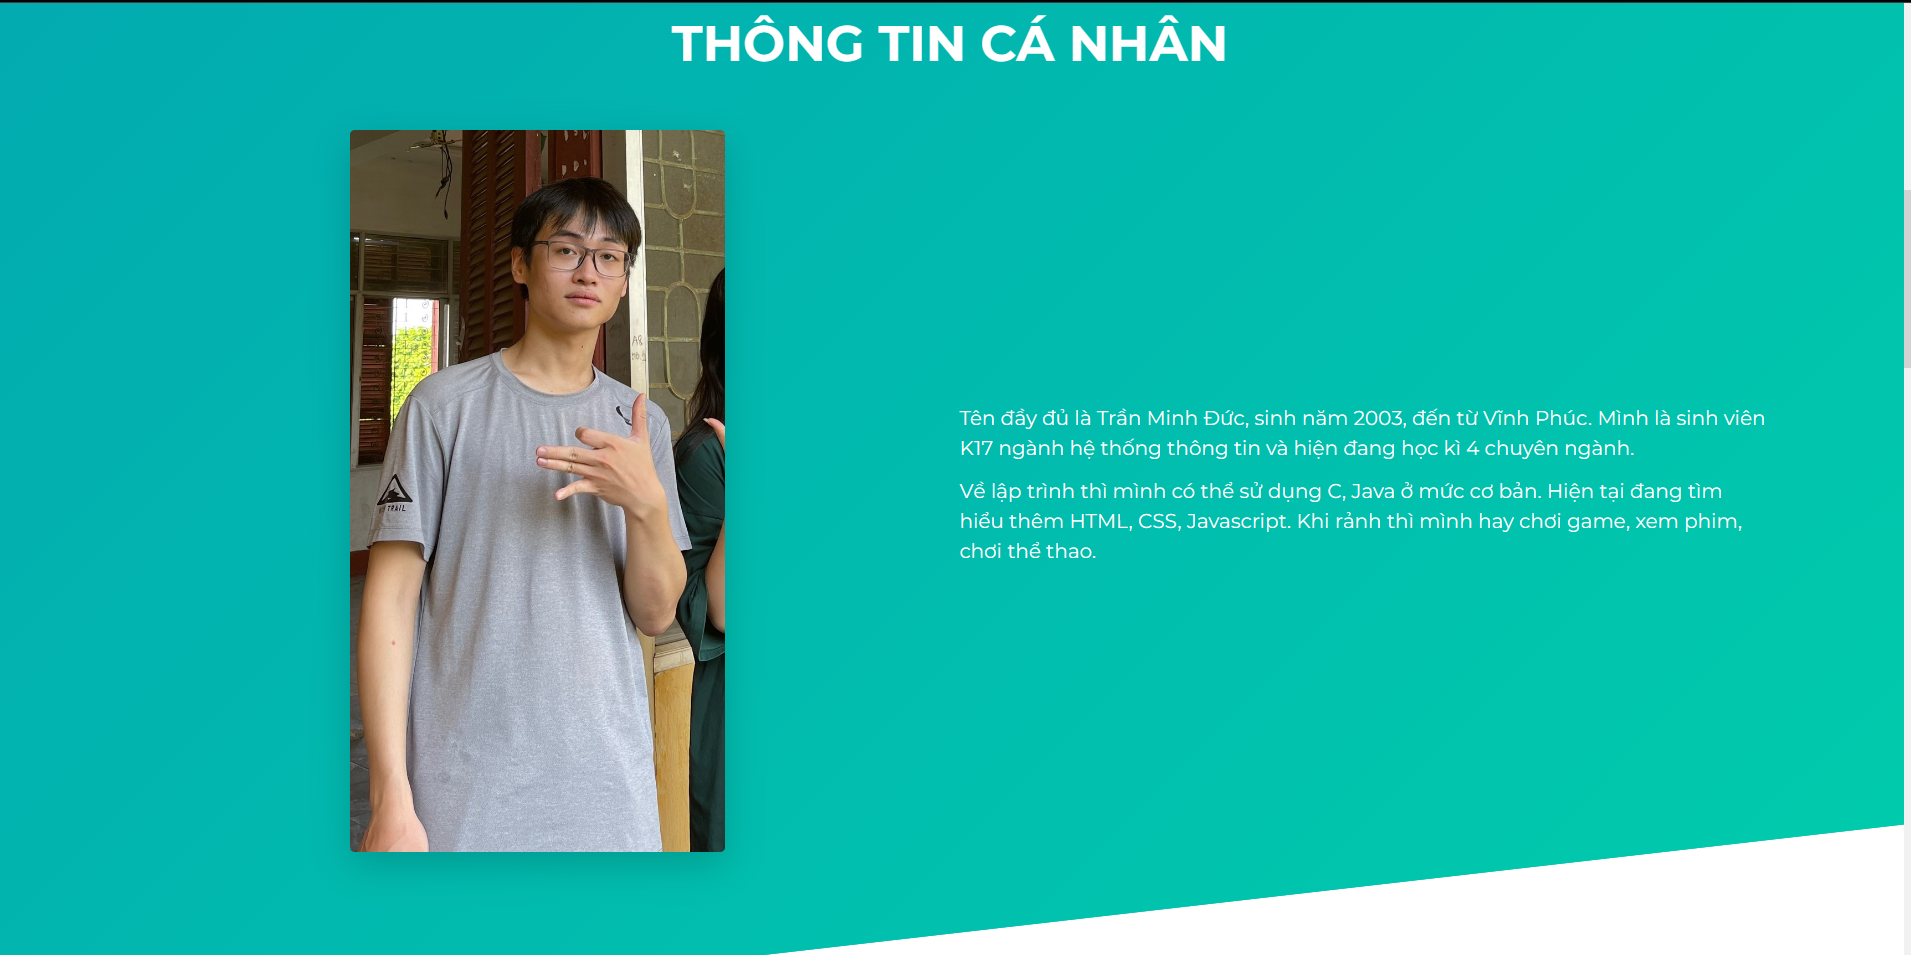 THÔNG TIN CÁ NHÂN
Tên đầy đủ là Trần Minh Đức, sinh năm 2003, đến từ Vĩnh Phúc. Mình là sinh viên
K17 ngành hệ thống thông tin và hiện đang học kì 4 chuyên ngành.
Về lập trình thì mình có thể sử dụng C, Java ở mức cơ bản. Hiện tại đang tìm
hiểu thêm HTML, CSS, Javascript. Khi rảnh thì mình hay chơi game, xem phim,
chơi thể thao.
TRAIL